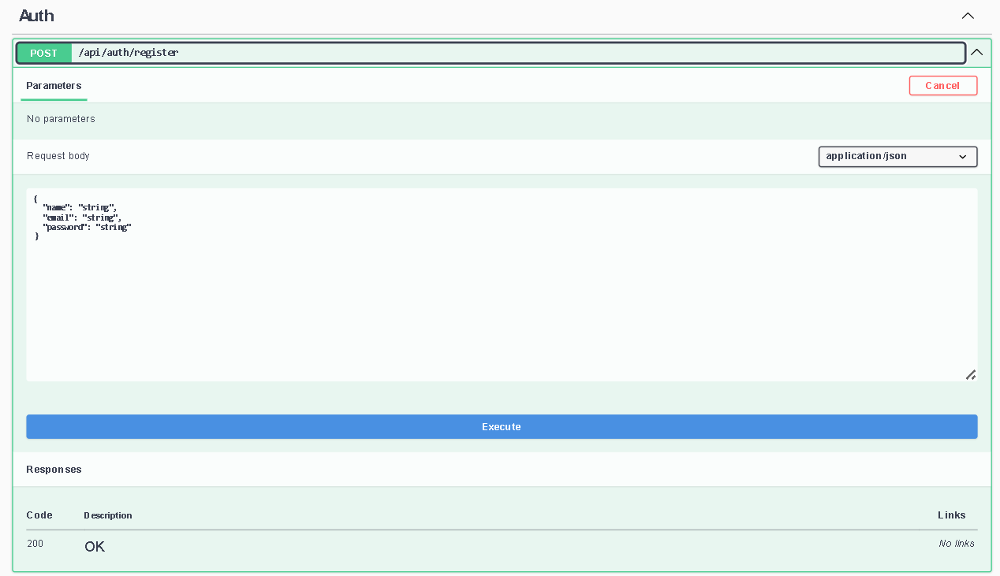 Auth
POST /api/auth/register
Parameters Cancel
No parameters
Request body application/json
{
  "name": "string",
  "email": "string",
  "password": "string"
}
Execute
Responses
Code Description Links
200 OK No links